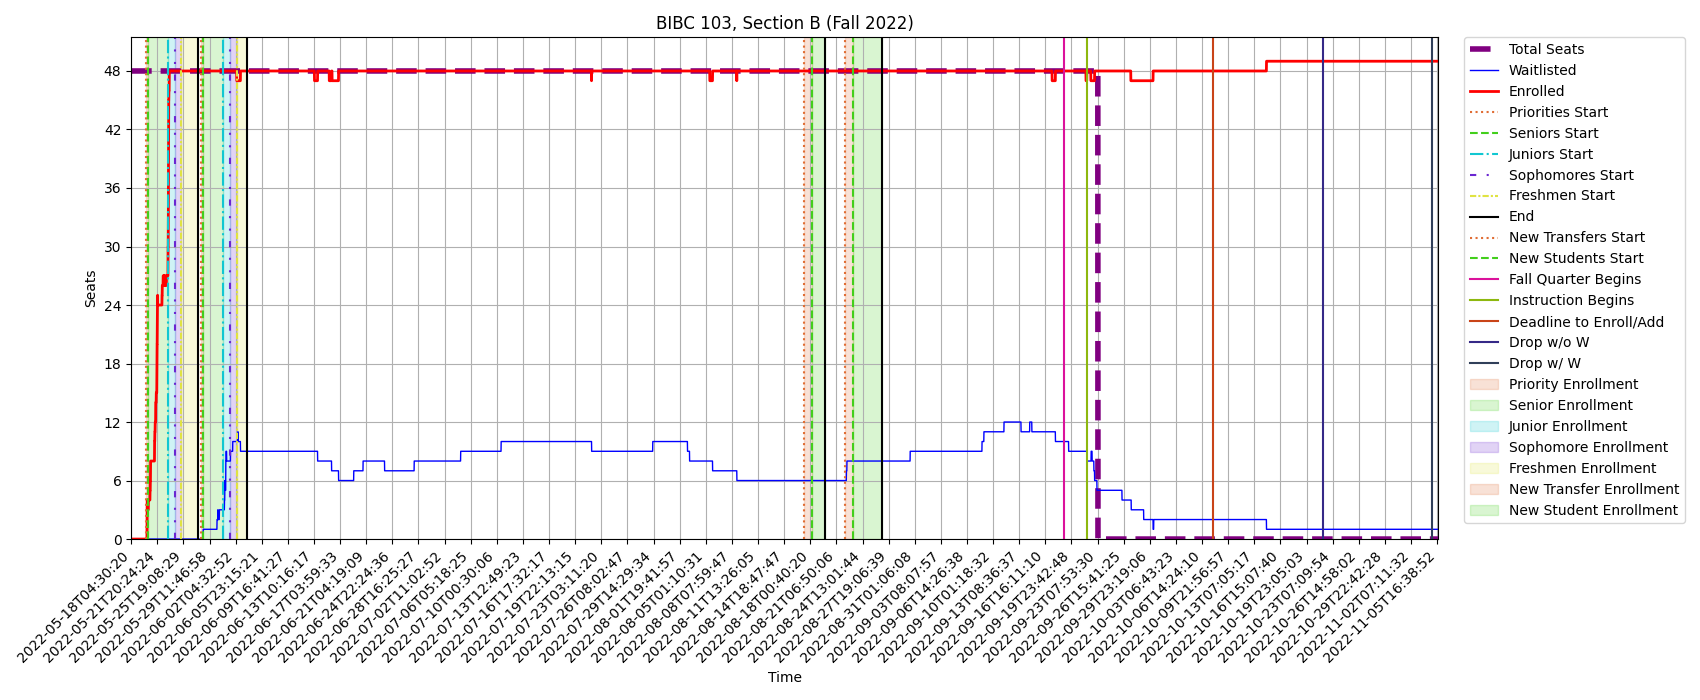 BIBC 103, Section B (Fall 2022)
Seats
48
42
36
30
24
18
12
6
0
2022-05-18T04:30:20
2022-05-21T20:24:24
2022-05-25T19:08:29
2022-05-29T11:46:58
2022-06-02T04:32:52
2022-06-05T23:15:21
2022-06-09T16:41:27
2022-06-13T10:16:17
2022-06-17T03:59:33
2022-06-21T04:19:09
2022-06-24T22:24:36
2022-06-28T16:25:27
2022-07-02T11:02:52
2022-07-06T05:18:25
2022-07-10T00:30:06
2022-07-13T12:49:23
2022-07-16T17:32:17
2022-07-19T22:13:15
2022-07-23T03:11:20
2022-07-26T08:02:47
2022-07-29T14:29:34
2022-08-01T19:41:57
2022-08-05T01:10:31
2022-08-08T07:59:47
2022-08-11T13:26:05
2022-08-14T18:47:47
2022-08-18T00:40:20
2022-08-21T06:50:06
2022-08-24T13:01:44
2022-08-27T19:06:39
2022-08-31T01:06:08
2022-09-03T08:07:57
2022-09-06T14:26:38
2022-09-10T01:18:32
2022-09-13T08:36:37
2022-09-16T16:11:10
2022-09-19T23:42:48
2022-09-23T07:53:30
2022-09-26T15:41:25
2022-09-29T23:19:06
2022-10-03T06:43:23
2022-10-06T14:24:10
2022-10-09T21:56:57
2022-10-13T07:05:17
2022-10-16T15:07:40
2022-10-19T23:05:03
2022-10-23T07:09:54
2022-10-26T14:58:02
2022-10-29T22:42:28
2022-11-02T07:11:32
2022-11-05T16:38:52
Time
Total Seats
Waitlisted
Enrolled
Priorities Start
Seniors Start
Juniors Start
Sophomores Start
Freshmen Start
End
New Transfers Start
New Students Start
Fall Quarter Begins
Instruction Begins
Deadline to Enroll/Add
Drop w/o W
Drop w/ W
Priority Enrollment
Senior Enrollment
Junior Enrollment
Sophomore Enrollment
Freshmen Enrollment
New Transfer Enrollment
New Student Enrollment